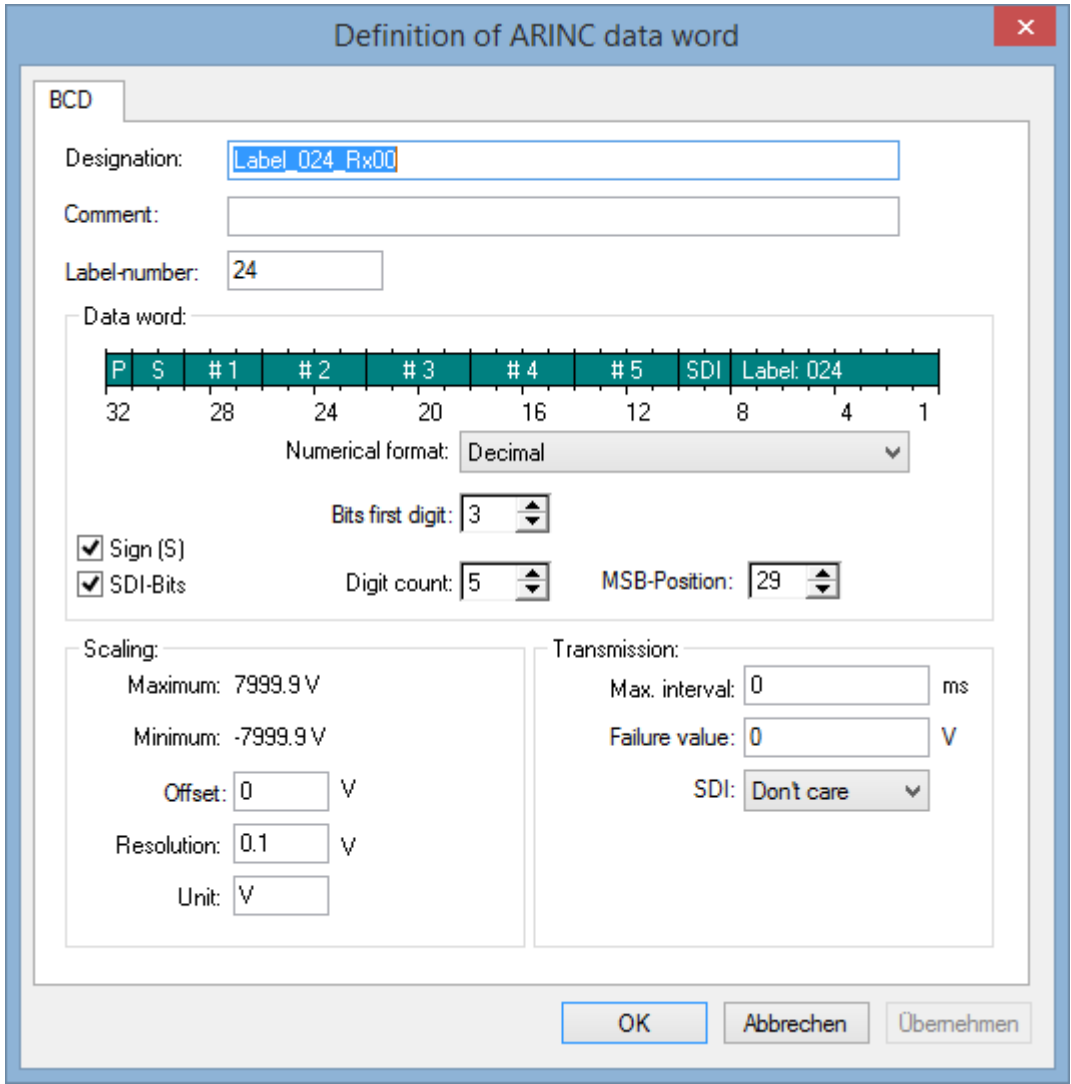 Definition of ARINC data word
BCD
Designation: Label_024_Rx00
Comment:
Label-number: 24
Data word:
P S # 1 # 2 # 3 # 4 # 5 SDI Label: 024
32 28 24 20 16 12 8 4 1
Numerical format: Decimal
Bits first digit: 3
Sign (S)
SDI-Bits Digit count: 5 MSB-Position: 29
Scaling:
Maximum: 7999.9 V
Minimum: -7999.9 V
Offset: 0 V
Resolution: 0.1 V
Unit: V
Transmission:
Max. interval: 0 ms
Failure value: 0 V
SDI: Don't care
OK Abbrechen Übernehmen